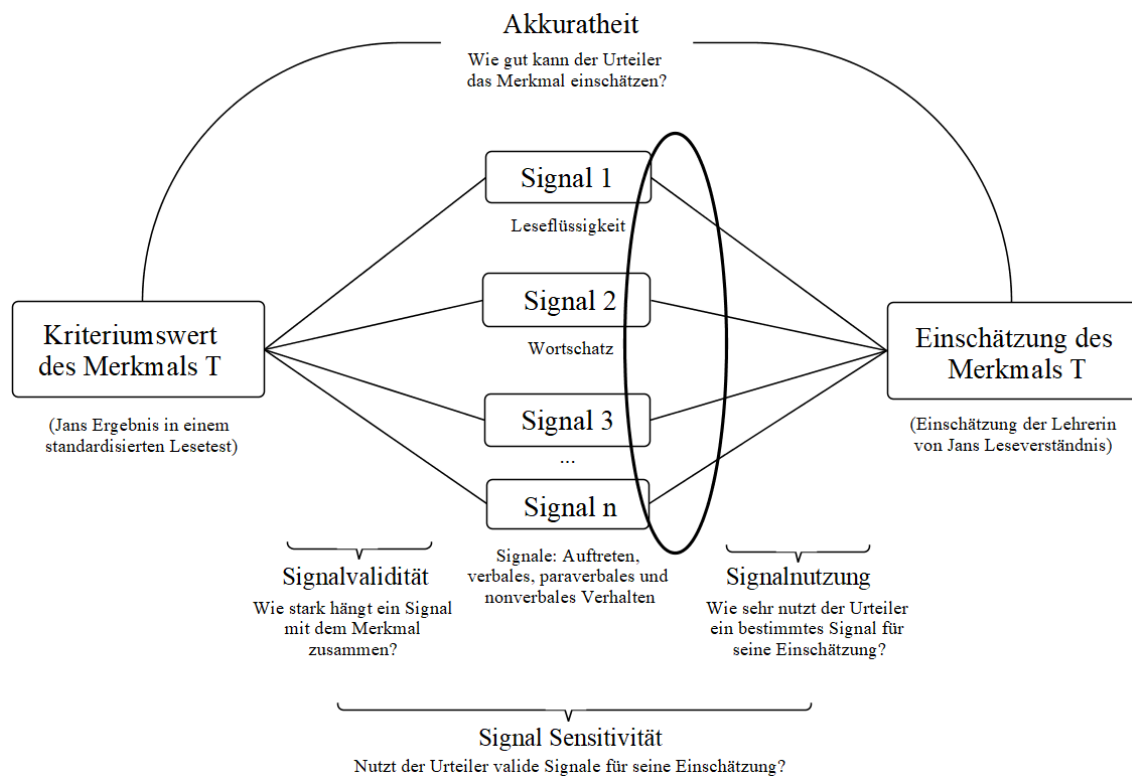 Akkuratheit
Wie gut kann der Urteiler
das Merkmal einschätzen?
Signal 1
Leseflüssigkeit
Signal 2
Wortschatz
Kriteriumswert
des Merkmals T
(Jans Ergebnis in einem
standardisierten Lesetest)
Einschätzung des
Merkmals T
(Einschätzung der Lehrerin
von Jans Leseverständnis)
Signal 3
...
Signal n
Signale: Auftreten,
verbales, paraverbales und
nonverbales Verhalten
Signalvalidität
Wie stark hängt ein Signal
mit dem Merkmal
zusammen?
Signalnutzung
Wie sehr nutzt der Urteiler
ein bestimmtes Signal für
seine Einschätzung?
Signal Sensitivität
Nutzt der Urteiler valide Signale für seine Einschätzung?